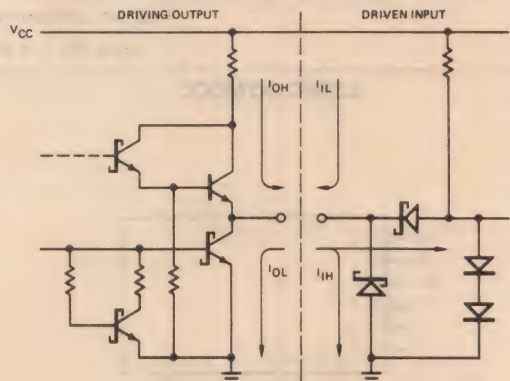 DRIVING OUTPUT
DRIVEN INPUT
VCC
IOH
IIL
IOL
IIH